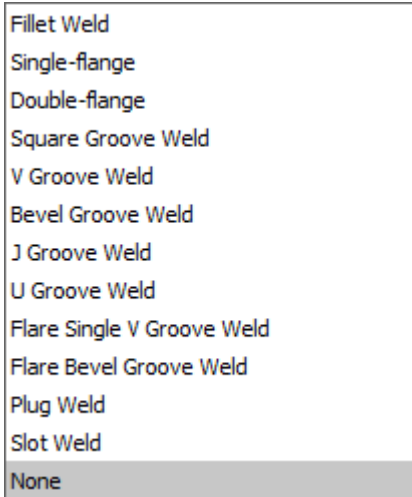 Fillet Weld
Single-flange
Double-flange
Square Groove Weld
V Groove Weld
Bevel Groove Weld
J Groove Weld
U Groove Weld
Flare Single V Groove Weld
Flare Bevel Groove Weld
Plug Weld
Slot Weld
None